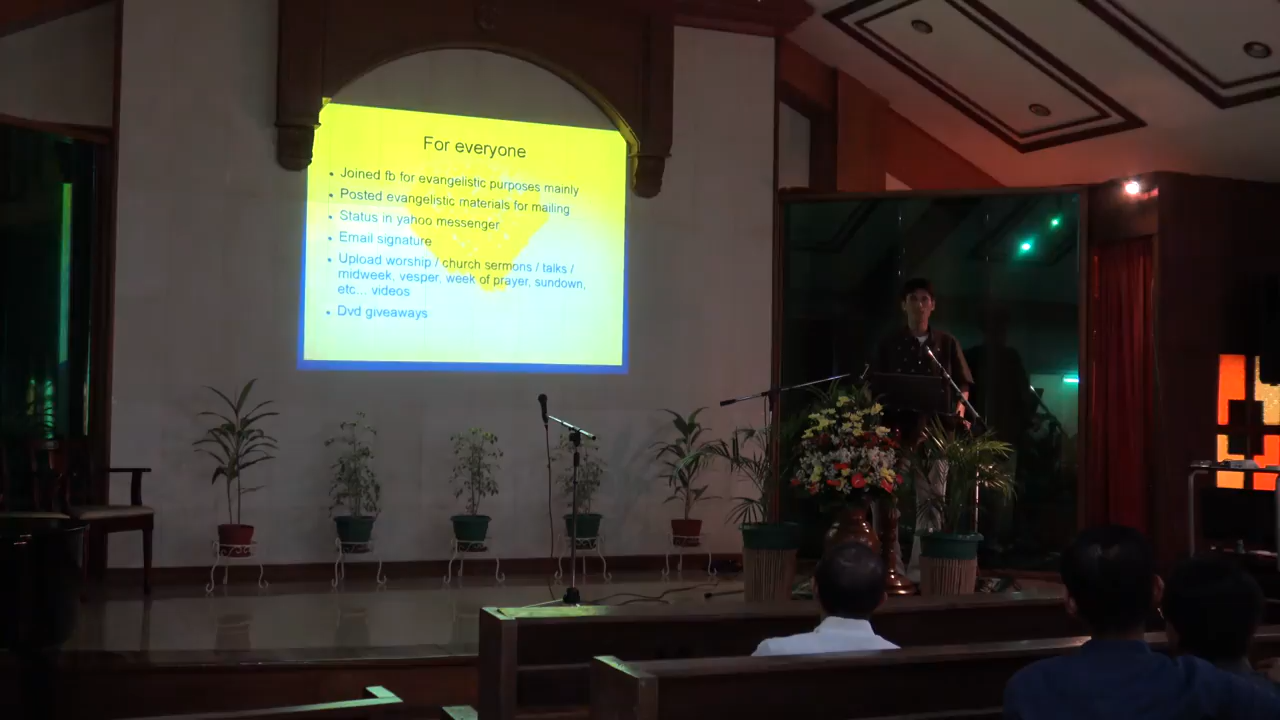 For everyone
• Joined fb for evangelistic purposes mainly
• Posted evangelistic materials for mailing
• Status in yahoo messenger
• Email signature
• Upload worship / church sermons / talks /
midweek, vesper, week of prayer, sundown,
etc... videos
• Dvd giveaways